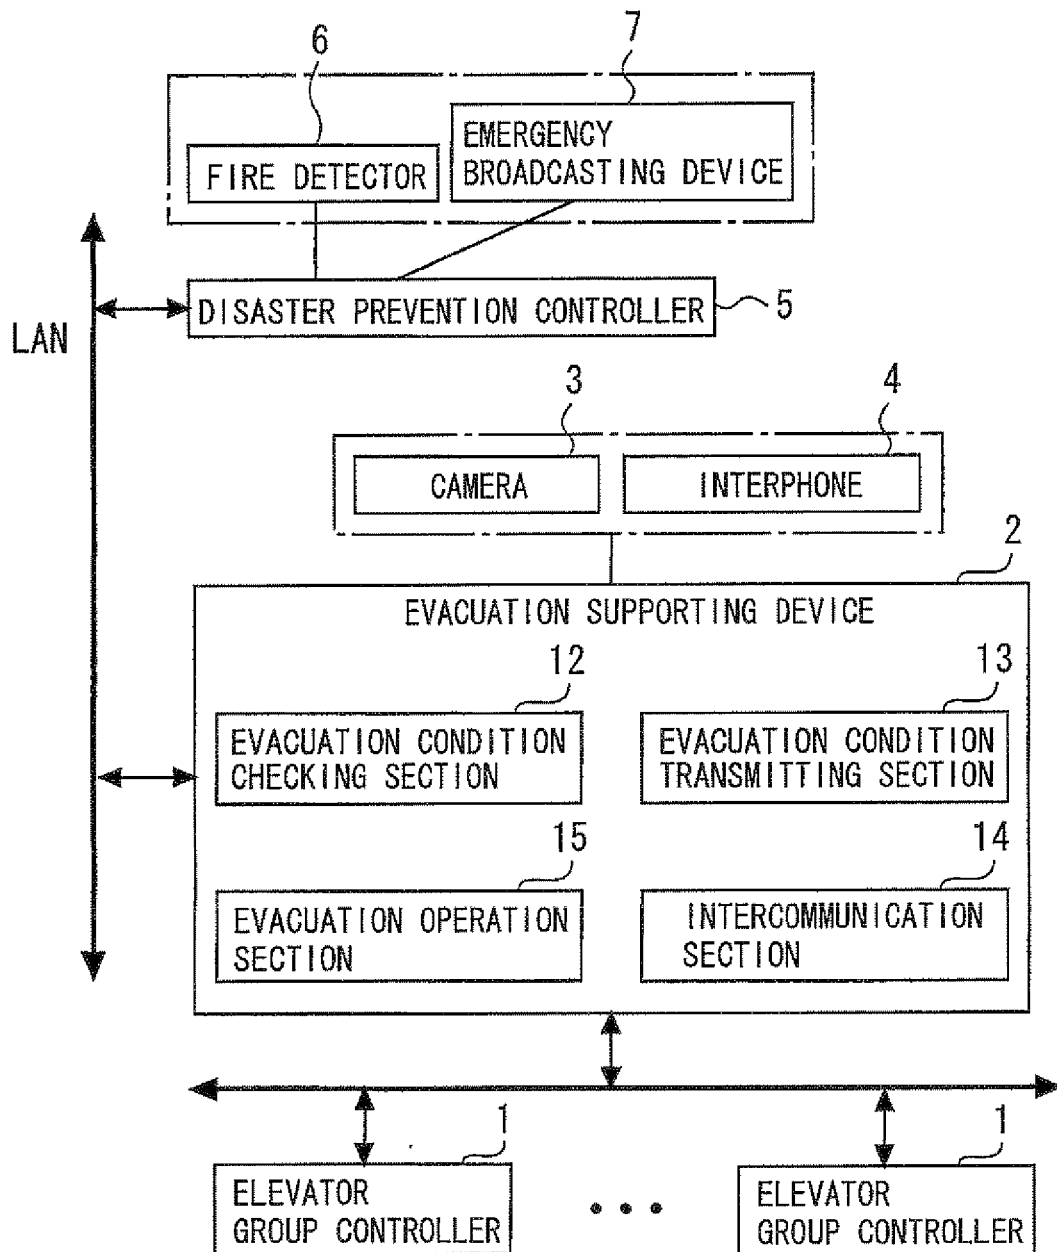 6
7
FIRE DETECTOR
EMERGENCY
BROADCASTING DEVICE
LAN
DISASTER PREVENTION CONTROLLER
5
3
4
CAMERA
INTERPHONE
2
EVACUATION SUPPORTING DEVICE
12
13
EVACUATION CONDITION
CHECKING SECTION
EVACUATION CONDITION
TRANSMITTING SECTION
15
14
EVACUATION OPERATION
SECTION
INTERCOMMUNICATION
SECTION
1
1
ELEVATOR
GROUP CONTROLLER
ELEVATOR
GROUP CONTROLLER